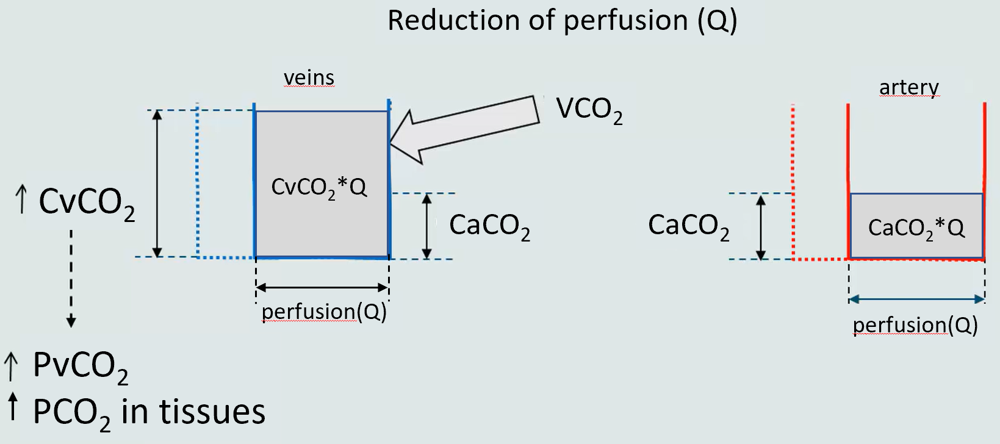 Reduction of perfusion (Q)
veins
artery
VCO₂
CvCO₂*Q
↑ CvCO₂
CaCO₂
CaCO₂
CaCO₂*Q
perfusion(Q)
perfusion(Q)
↑ PvCO₂
↑ PCO₂ in tissues